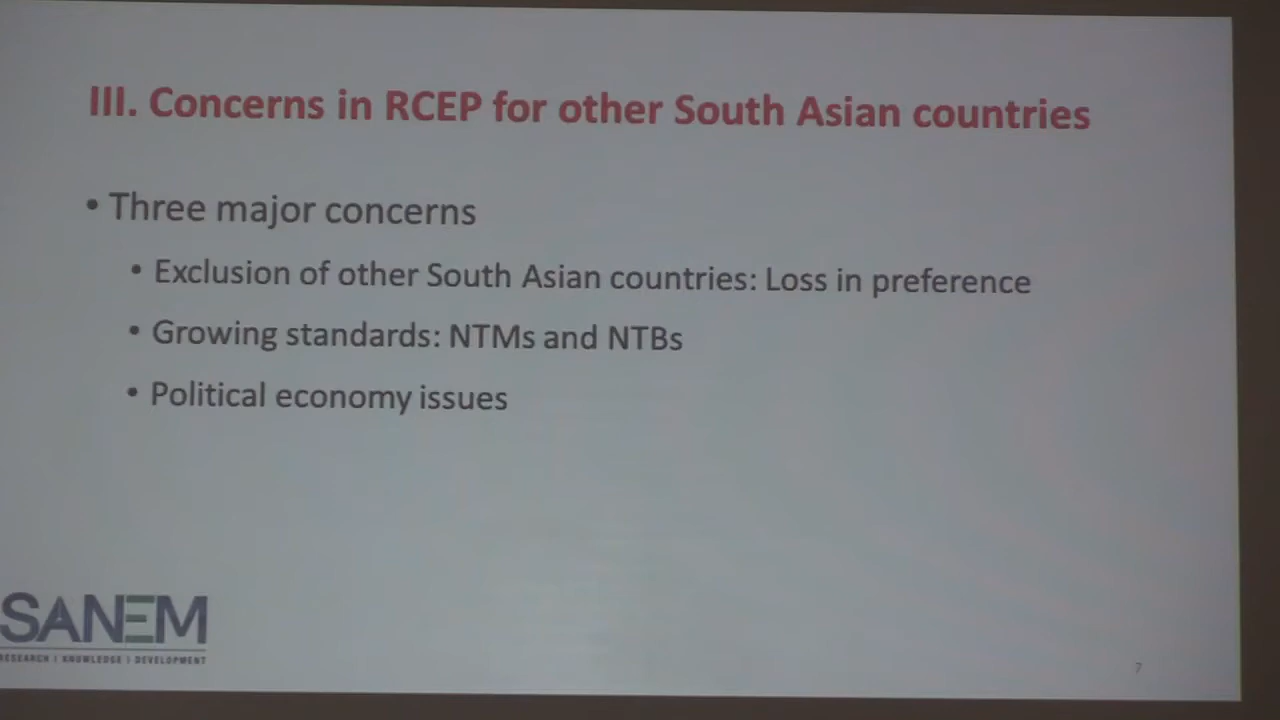 III. Concerns in RCEP for other South Asian countries
• Three major concerns
• Exclusion of other South Asian countries: Loss in preference
• Growing standards: NTMs and NTBs
• Political economy issues
SANEM
RESEARCH | KNOWLEDGE | DEVELOPMENT
7